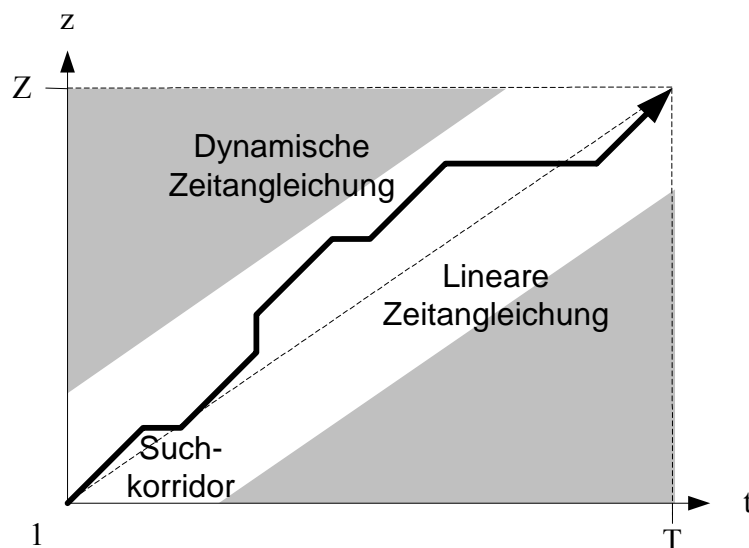 z
Z
Dynamische
Zeitangleichung
Lineare
Zeitangleichung
Such-
korridor
t
1
T